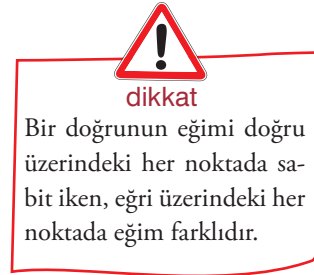 dikkat
Bir doğrunun eğimi doğru
üzerindeki her noktada sa-
bit iken, eğri üzerindeki her
noktada eğim farklıdır.